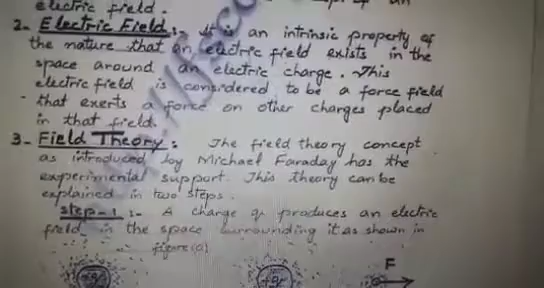 electric field.
2- Electric Field :- It is an intrinsic property of
the nature that an electric field exists in the
space around an electric charge. This
electric field is considered to be a force field
that exerts a force on other charges placed
in that field.
3- Field Theory : The field theory concept
as introduced by Michael Faraday has the
experimental support. This theory can be
explained in two steps.
step-1 :- A charge q produces an electric
field in the space surrounding it as shown in
figure (a)
F